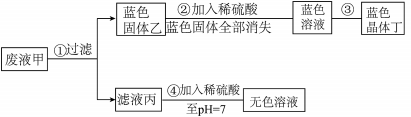 蓝色
固体乙
②加入稀硫酸
蓝色固体全部消失
蓝色
溶液
③
蓝色
晶体丁
废液甲
①过滤
滤液丙
④加入稀硫酸
至pH=7
无色溶液